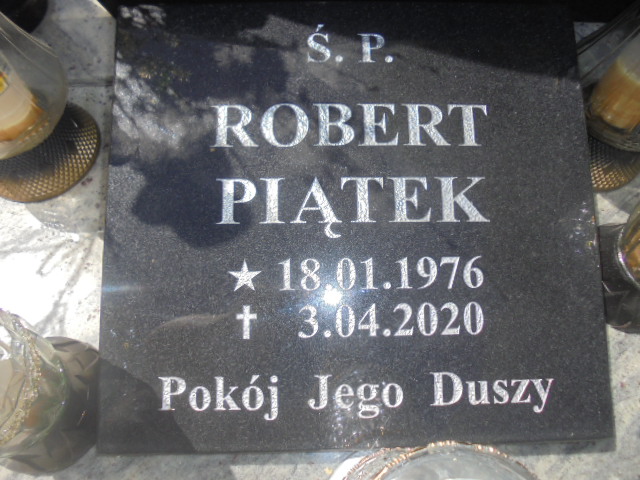 Ś. P.
ROBERT
PIĄTEK
★ 18.01.1976
✝ 3.04.2020
Pokój Jego Duszy